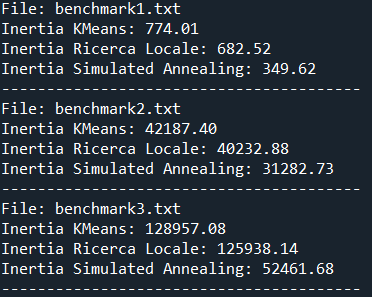 File: benchmark1.txt
Inertia KMeans: 774.01
Inertia Ricerca Locale: 682.52
Inertia Simulated Annealing: 349.62
----------------------------------------
File: benchmark2.txt
Inertia KMeans: 42187.40
Inertia Ricerca Locale: 40232.88
Inertia Simulated Annealing: 31282.73
----------------------------------------
File: benchmark3.txt
Inertia KMeans: 128957.08
Inertia Ricerca Locale: 125938.14
Inertia Simulated Annealing: 52461.68
----------------------------------------